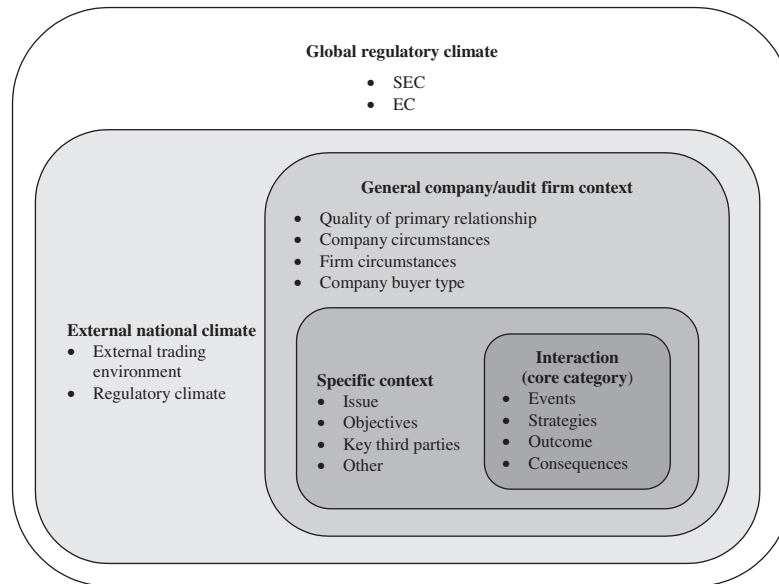 Global regulatory climate
• SEC
• EC
General company/audit firm context
• Quality of primary relationship
• Company circumstances
• Firm circumstances
• Company buyer type
External national climate
• External trading
environment
• Regulatory climate
Specific context
• Issue
• Objectives
• Key third parties
• Other
Interaction
(core category)
• Events
• Strategies
• Outcome
• Consequences